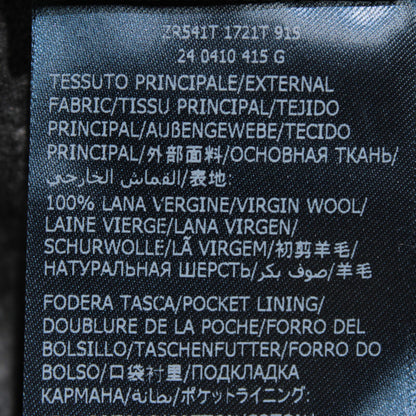 ZR541T 1721T 915
24 0410 415 G
TESSUTO PRINCIPALE/EXTERNAL
FABRIC/TISSU PRINCIPAL/TEJIDO
PRINCIPAL/AUßENGEWEBE/TECIDO
PRINCIPAL/外部面料/ОСНОВНАЯ ТКАНЬ/
القماش الخارجي/表地:
100% LANA VERGINE/VIRGIN WOOL/
LAINE VIERGE/LANA VIRGEN/
SCHURWOLLE/LÃ VIRGEM/初剪羊毛/
НАТУРАЛЬНАЯ ШЕРСТЬ/صوف بكر/羊毛
FODERA TASCA/POCKET LINING/
DOUBLURE DE LA POCHE/FORRO DEL
BOLSILLO/TASCHENFUTTER/FORRO DO
BOLSO/口袋衬里/ПОДКЛАДКА
КАРМАНА/بطانة/ポケットライニング: